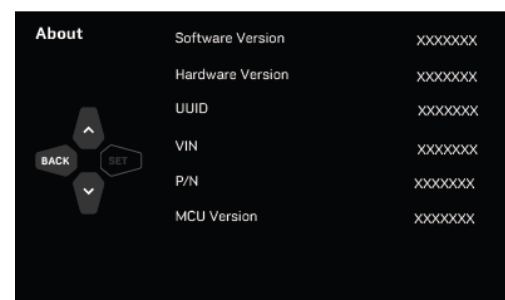 About
Software Version XXXXXXX
Hardware Version XXXXXXX
UUID XXXXXXX
VIN XXXXXXX
P/N XXXXXXX
MCU Version XXXXXXX
BACK SET